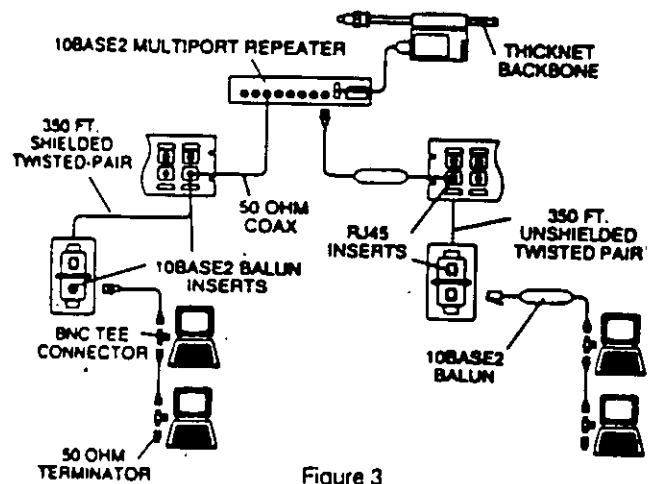 10BASE2 MULTIPORT REPEATER
THICKNET
BACKBONE
350 FT.
SHIELDED
TWISTED-PAIR
50 OHM
COAX
RJ45
INSERTS
350 FT.
UNSHIELDED
TWISTED PAIR
10BASE2 BALUN
INSERTS
BNC TEE
CONNECTOR
10BASE2
BALUN
50 OHM
TERMINATOR
Figure 3